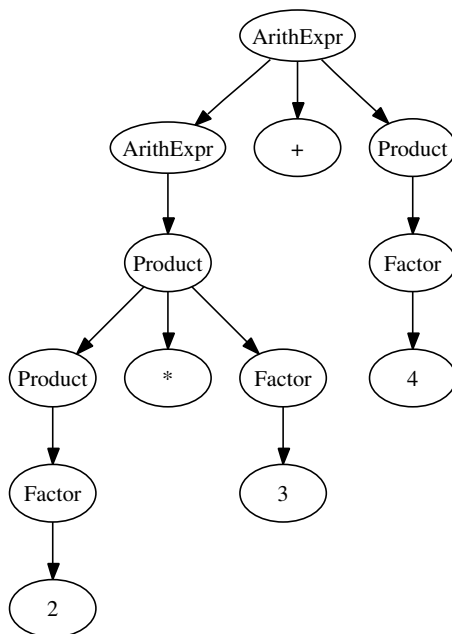 ArithExpr
ArithExpr + Product
Product Factor
Product * Factor 4
Factor 3
2